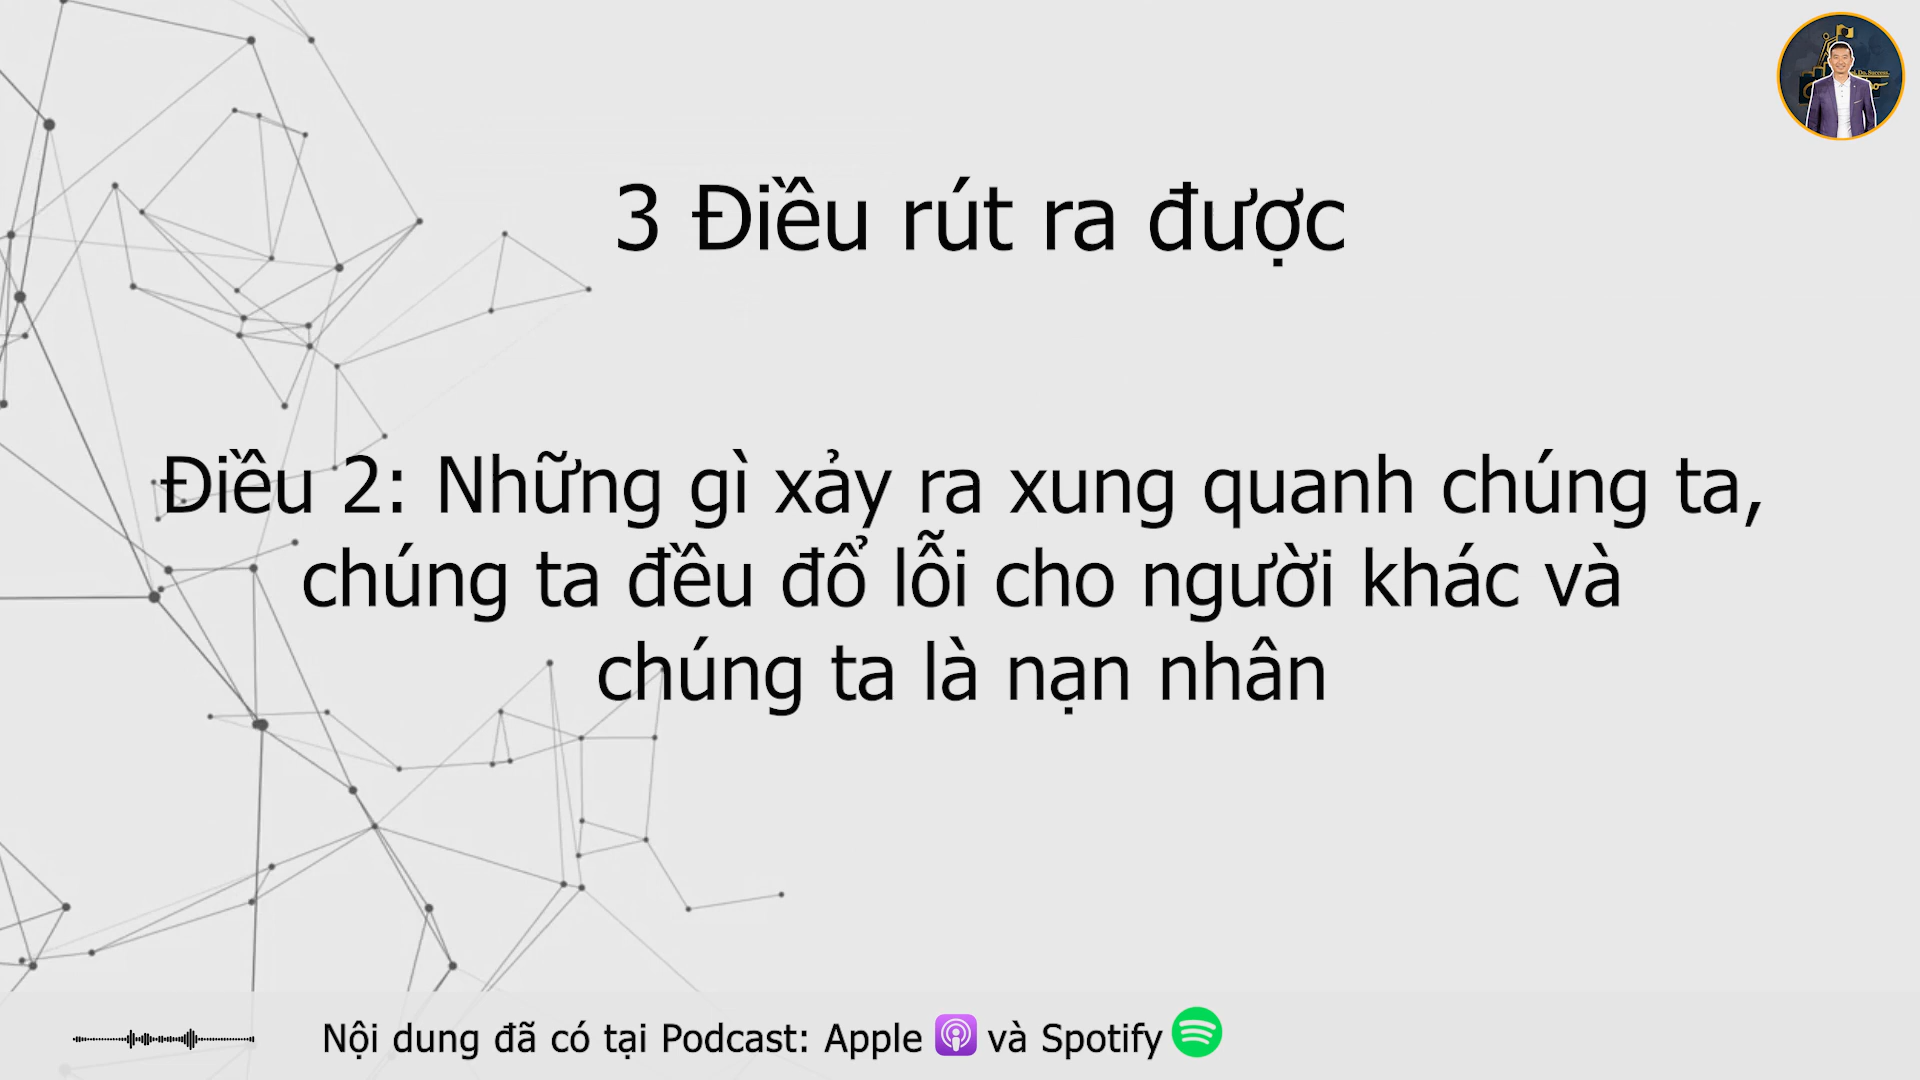 3 Điều rút ra được
Điều 2: Những gì xảy ra xung quanh chúng ta,
chúng ta đều đổ lỗi cho người khác và
chúng ta là nạn nhân
Nội dung đã có tại Podcast: Apple và Spotify